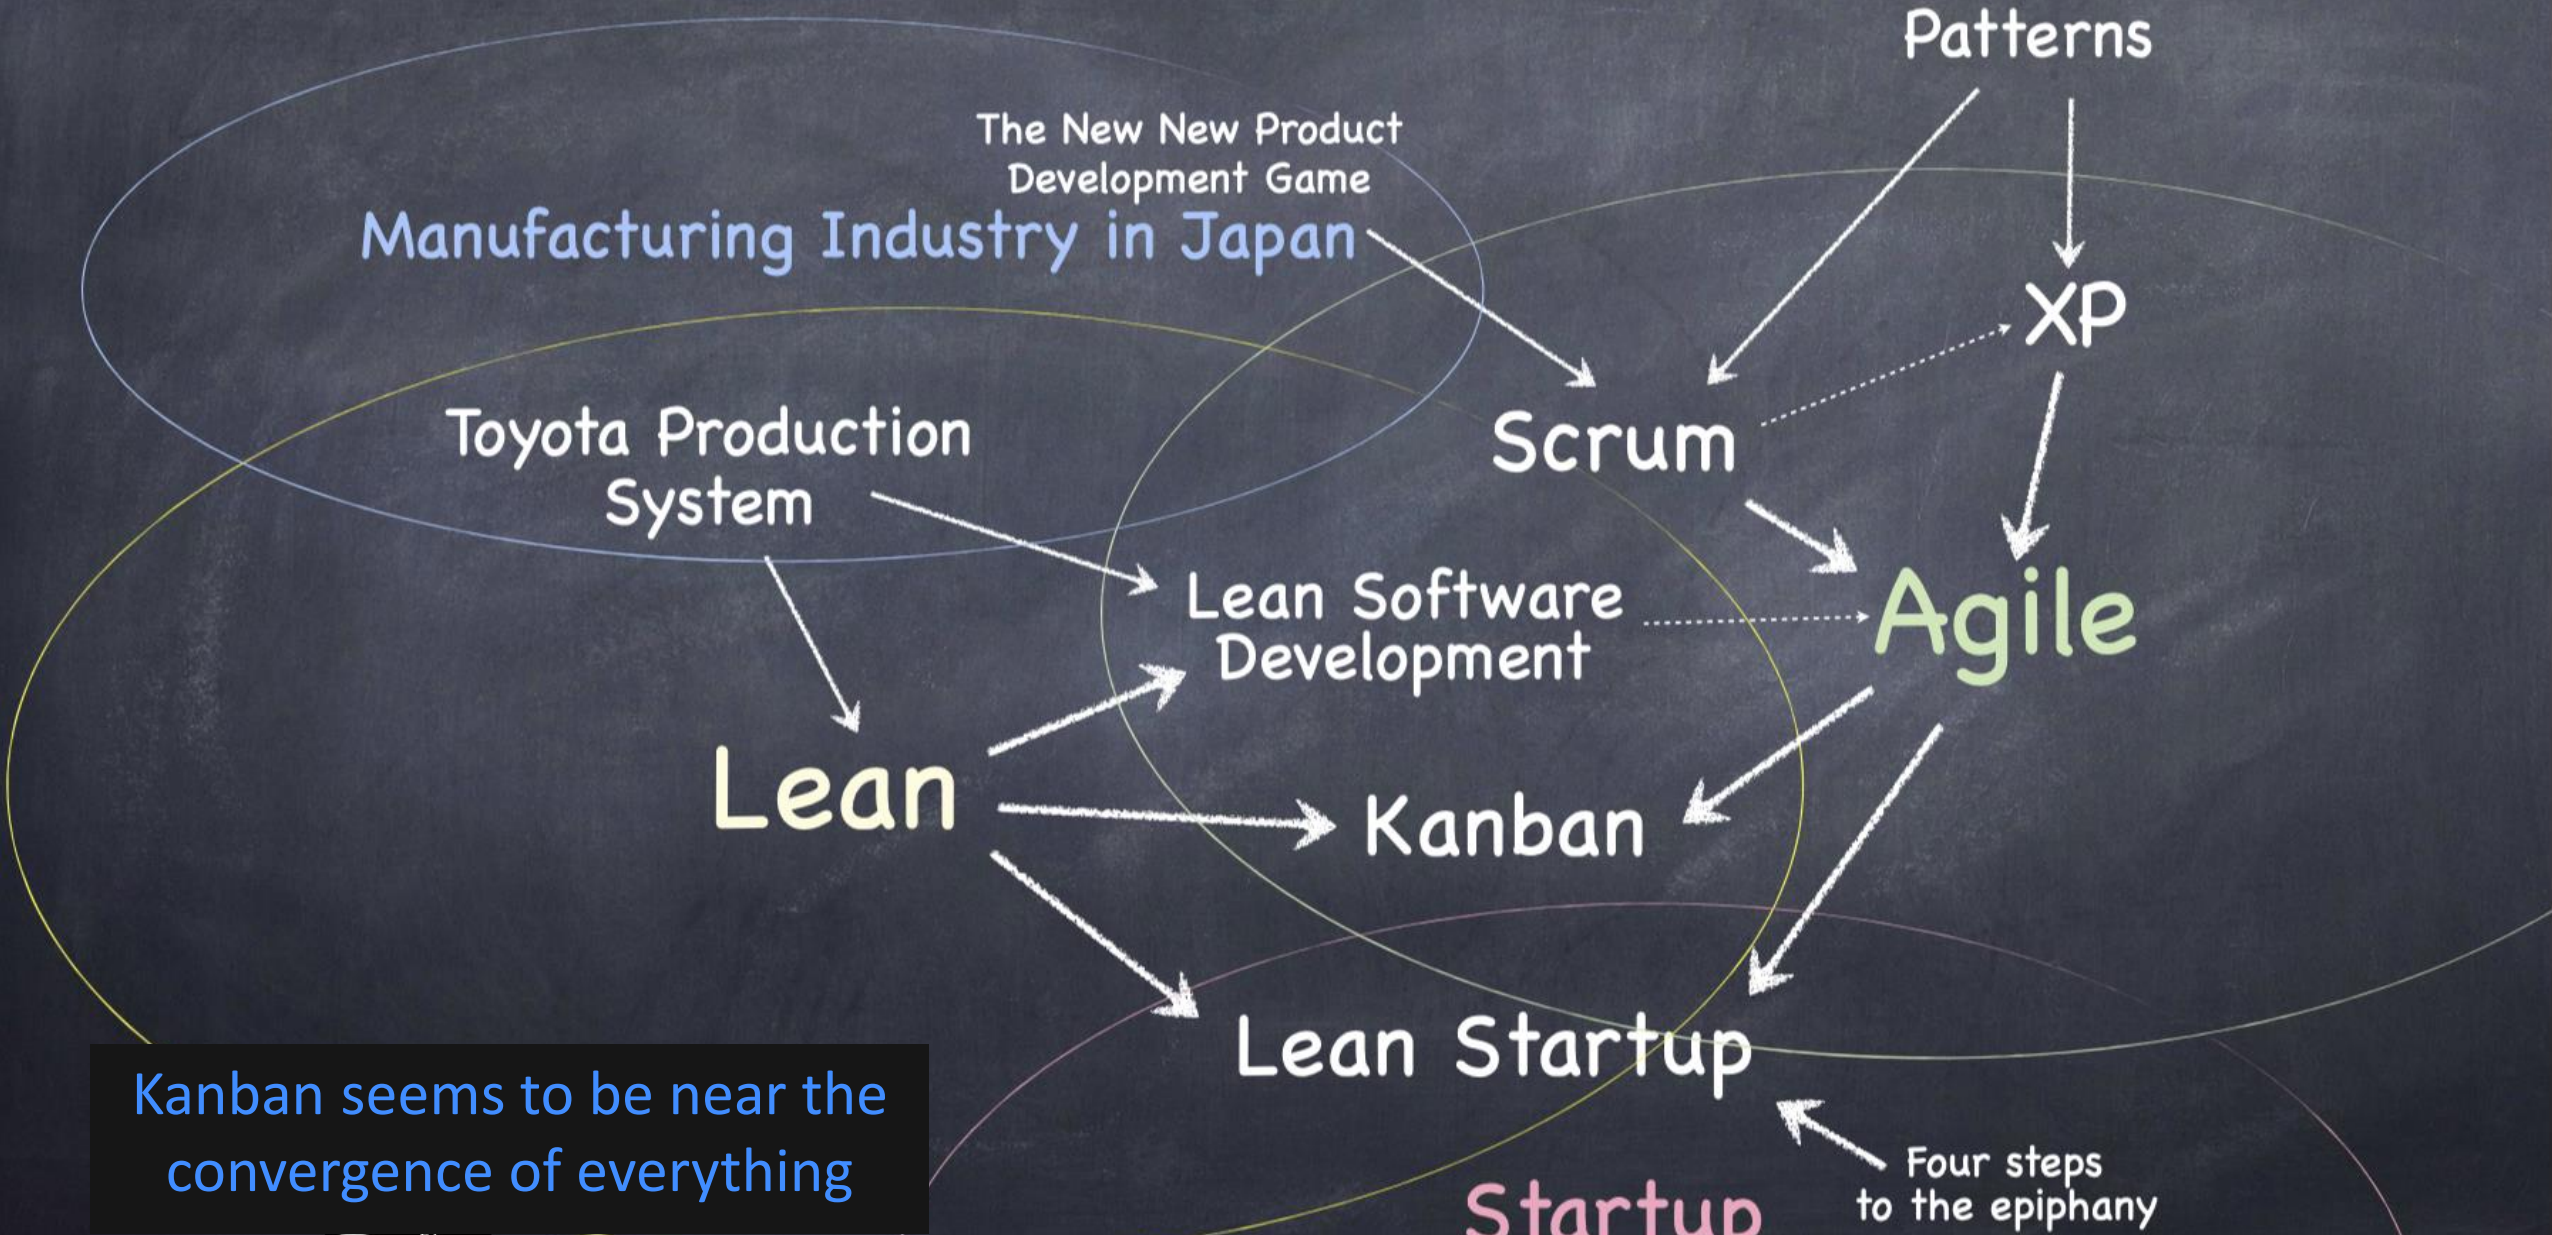 Patterns
The New New Product
Development Game
Manufacturing Industry in Japan
XP
Toyota Production
System
Scrum
Lean Software
Development
Agile
Lean
Kanban
Lean Startup
Kanban seems to be near the
convergence of everything
Four steps
to the epiphany
Startup